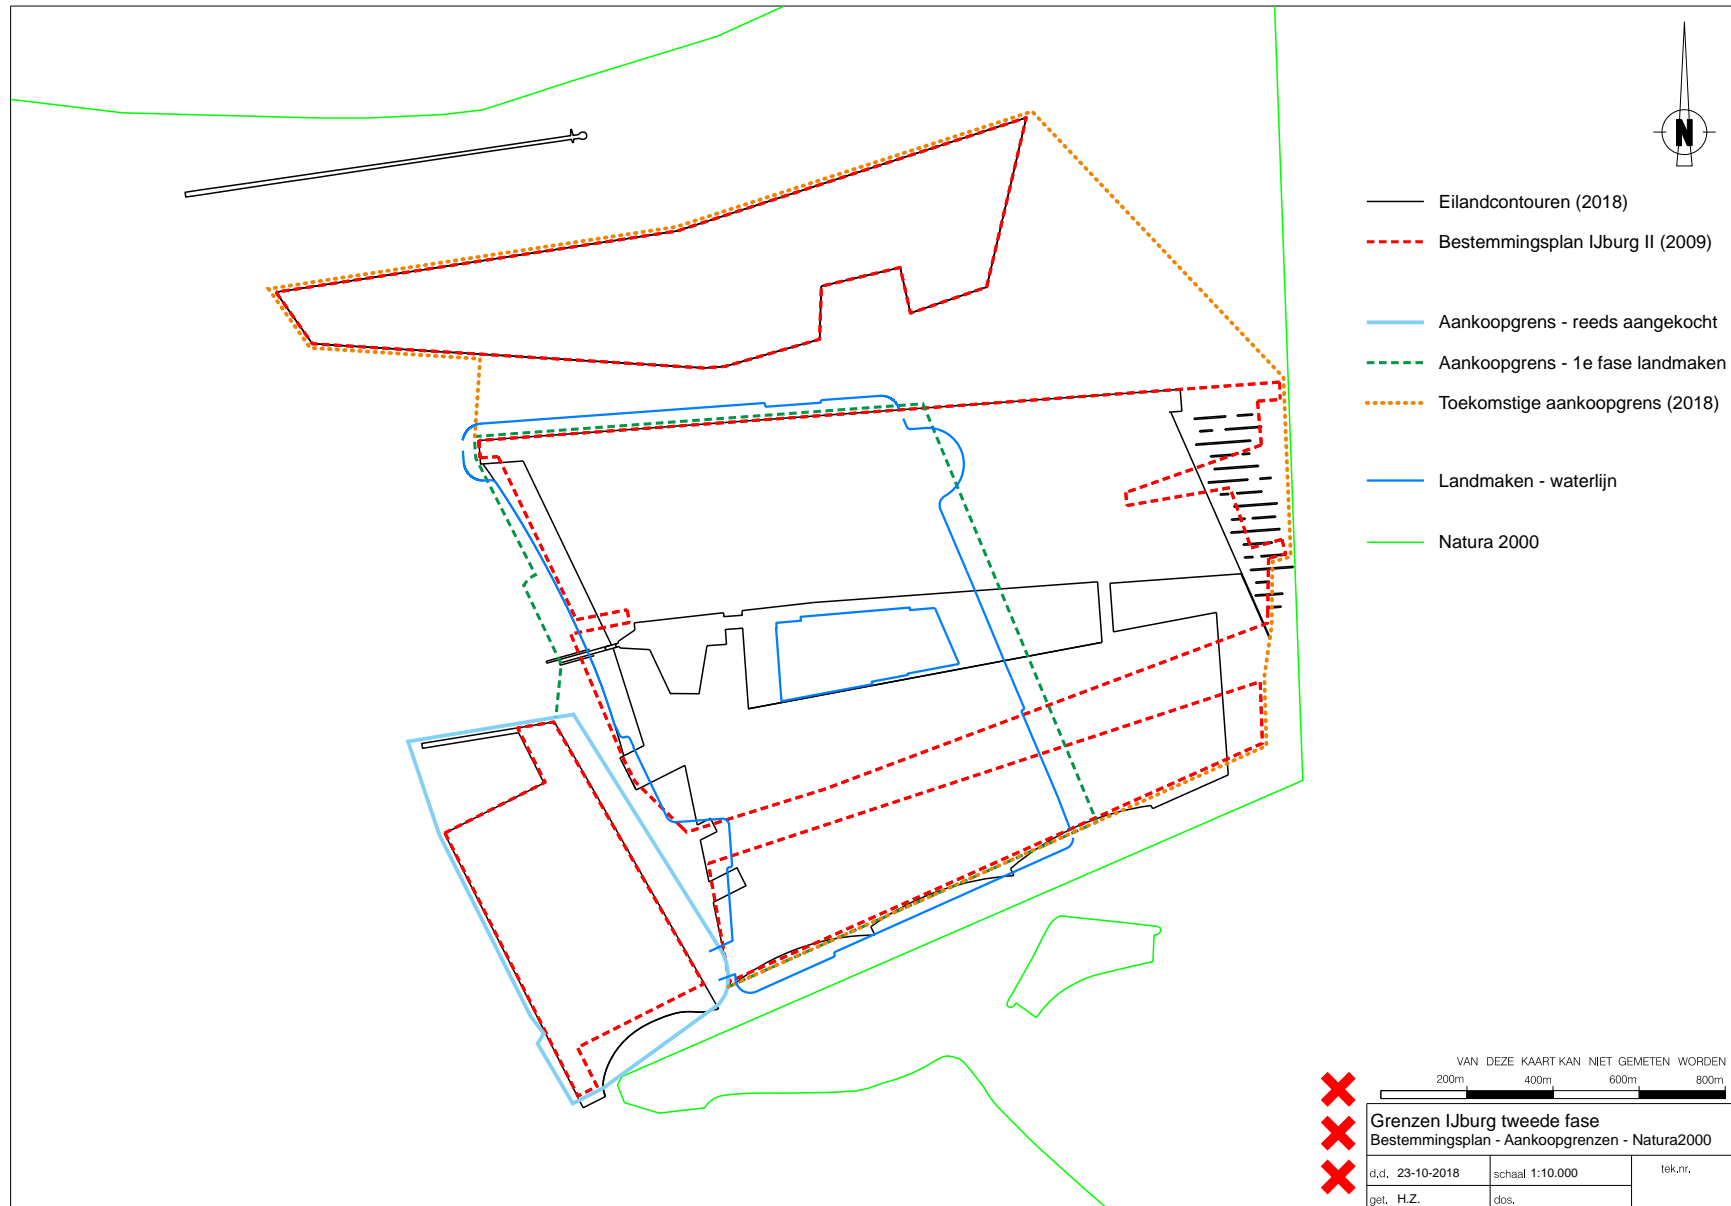 N
Eilandcontouren (2018)
Bestemmingsplan IJburg II (2009)
Aankoopgrens - reeds aangekocht
Aankoopgrens - 1e fase landmaken
Toekomstige aankoopgrens (2018)
Landmaken - waterlijn
Natura 2000
VAN DEZE KAART KAN NIET GEMETEN WORDEN
200m 400m 600m 800m
Grenzen IJburg tweede fase
Bestemmingsplan - Aankoopgrenzen - Natura2000
d.d. 23-10-2018 schaal 1:10.000 tek.nr.
get. H.Z. dos.